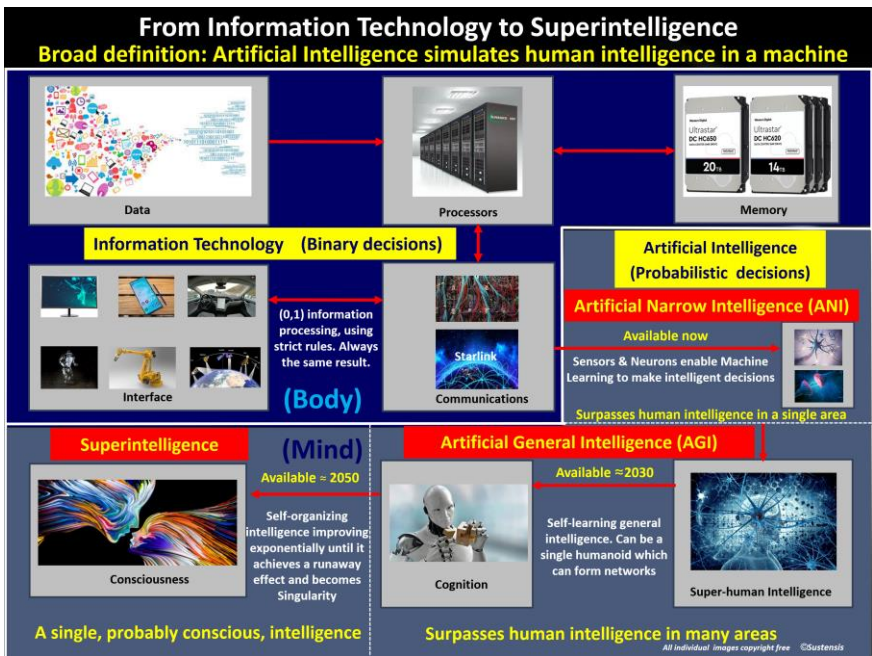 From Information Technology to Superintelligence
Broad definition: Artificial Intelligence simulates human intelligence in a machine
Data
Processors
Ultrastar
DC HC650
20TB
Ultrastar
DC HC620
14TB
Memory
Information Technology (Binary decisions)
Interface
(0,1) information
processing, using
strict rules. Always
the same result.
(Body)
Starlink
Communications
Artificial Intelligence
(Probabilistic decisions)
Artificial Narrow Intelligence (ANI)
Available now
Sensors & Neurons enable Machine
Learning to make intelligent decisions
Surpasses human intelligence in a single area
Superintelligence
(Mind)
Available ≈ 2050
Consciousness
Self-organizing
intelligence improving
exponentially until it
achieves a runaway
effect and becomes
Singularity
A single, probably conscious, intelligence
Artificial General Intelligence (AGI)
Available ≈2030
Cognition
Self-learning general
intelligence. Can be a
single humanoid which
can form networks
Super-human Intelligence
Surpasses human intelligence in many areas
All individual images copyright free ©Sustensis